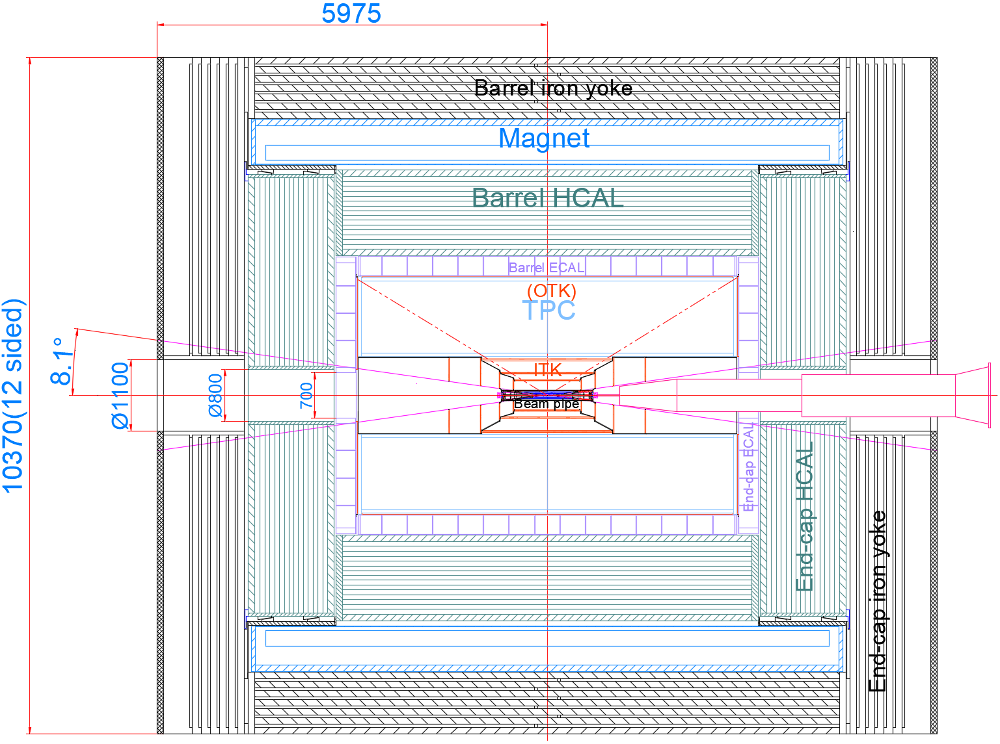 5975
Barrel iron yoke
Magnet
Barrel HCAL
Barrel ECAL
(OTK)
TPC
10370(12 sided)
8.1°
Ø1100
Ø800
700
ITK
Beam pipe
End-cap ECAL
End-cap HCAL
End-cap iron yoke